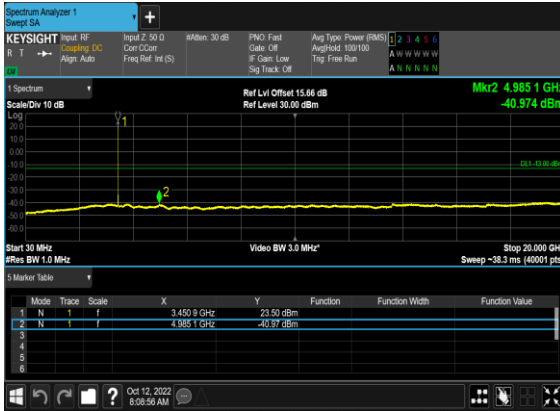 Spectrum Analyzer 1
Swept SA
+
KEYSIGHT Input: RF Input Z: 50 Ω #Atten: 30 dB PNO: Fast Avg Type: Power (RMS) 1 2 3 4 5 6
R T Coupling: DC Corr CCorr Gate: Off Avg|Hold: 100/100 A W W W W W
Align: Auto Freq Ref: Int (S) IF Gain: Low Trig: Free Run
Sig Track: Off A N N N N N
1 Spectrum Ref Lvl Offset 15.66 dB Mkr2 4.985 1 GHz
Scale/Div 10 dB Ref Level 30.00 dBm -40.974 dBm
Log
20.0
10.0
0.00
-10.0
DL1 -13.00 dBm
-20.0
-30.0
-40.0
-50.0
-60.0
1
2
Start 30 MHz Video BW 3.0 MHz* Stop 20.000 GHz
#Res BW 1.0 MHz Sweep ~38.3 ms (40001 pts)
5 Marker Table
Mode Trace Scale X Y Function Function Width Function Value
1 N 1 f 3.450 9 GHz 23.50 dBm
2 N 1 f 4.985 1 GHz -40.97 dBm
3
4
5
6
? Oct 12, 2022
8:08:56 AM